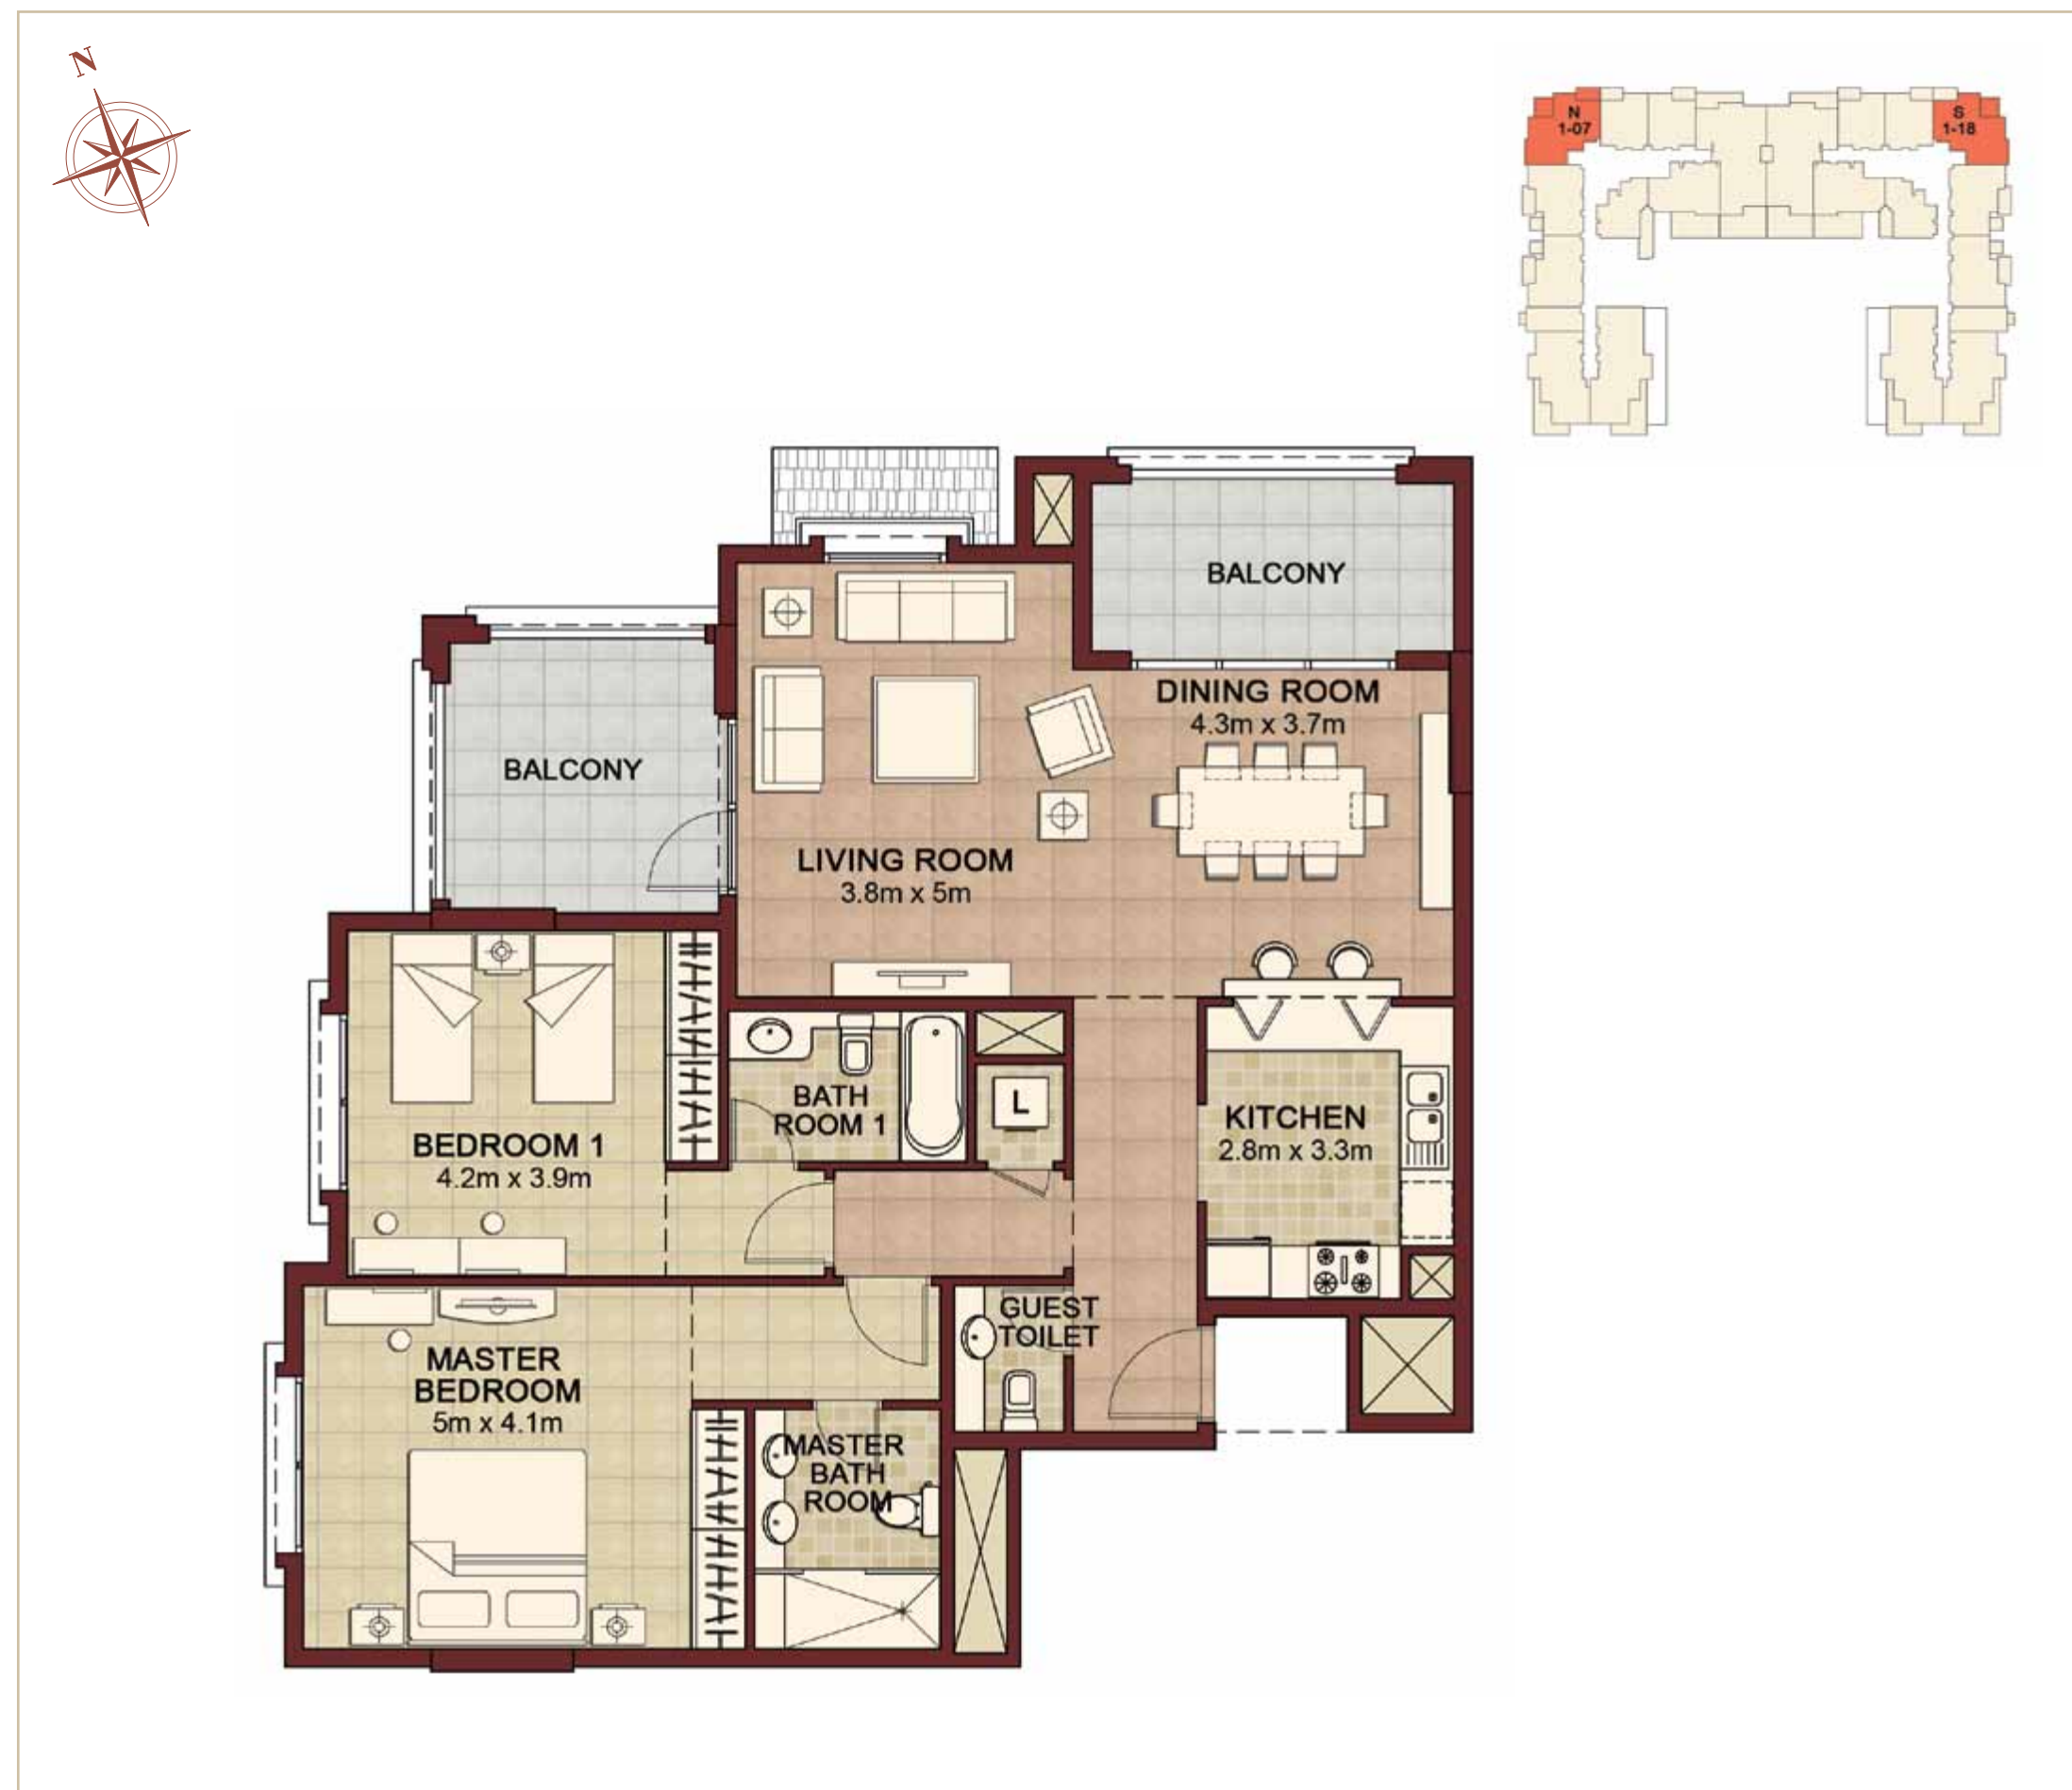 N
N
1-07
S
1-18
BALCONY
DINING ROOM
4.3m x 3.7m
BALCONY
LIVING ROOM
3.8m x 5m
BATH
ROOM 1
L
KITCHEN
2.8m x 3.3m
BEDROOM 1
4.2m x 3.9m
GUEST
TOILET
MASTER
BEDROOM
5m x 4.1m
MASTER
BATH
ROOM